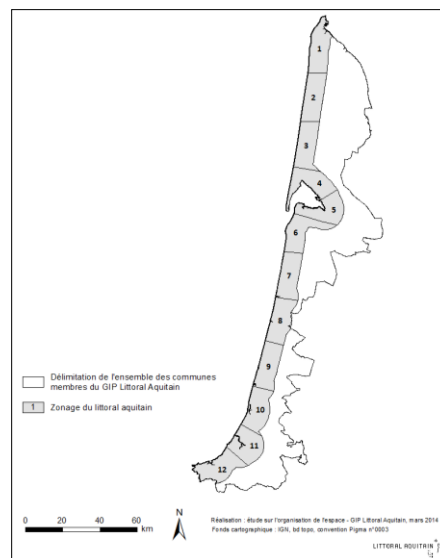 1
2
3
4
5
6
7
8
9
10
11
12
Délimitation de l'ensemble des communes
membres du GIP Littoral Aquitain
1 Zonage du littoral aquitain
N
0 20 40 60
km
Réalisation : étude sur l'organisation de l'espace - GIP Littoral Aquitain, mars 2014
Fonds cartographique : IGN, bd topo, convention Pigma n°0003
LITTORAL AQUITAIN